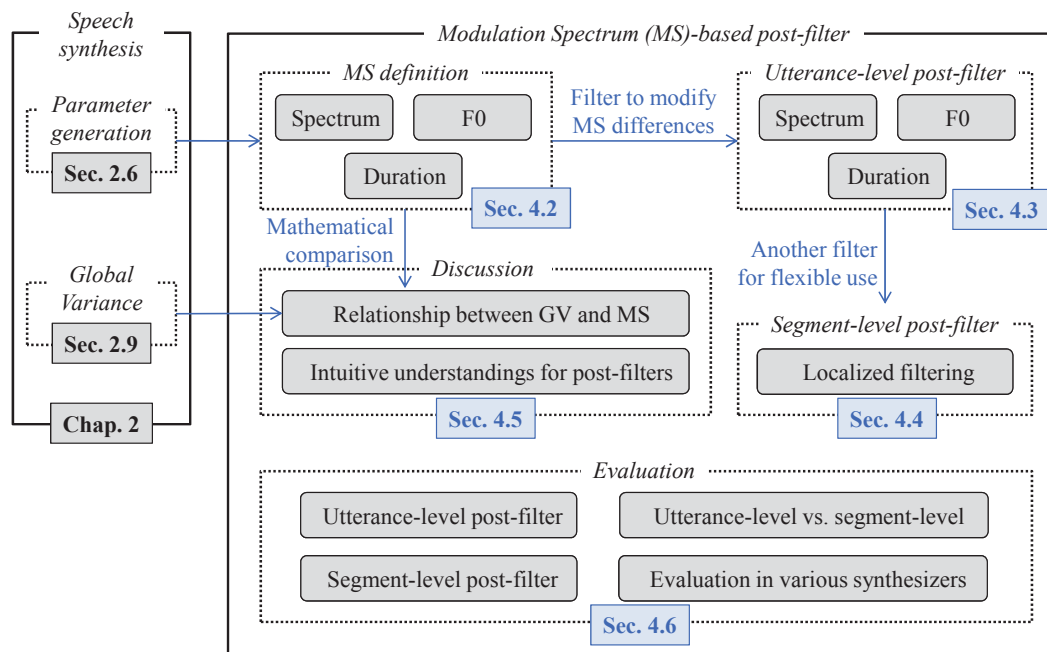 Speech
synthesis
Parameter
generation
Sec. 2.6
Global
Variance
Sec. 2.9
Chap. 2
Modulation Spectrum (MS)-based post-filter
MS definition
Spectrum
F0
Duration
Sec. 4.2
Filter to modify
MS differences
Utterance-level post-filter
Spectrum
F0
Duration
Sec. 4.3
Mathematical
comparison
Another filter
for flexible use
Discussion
Relationship between GV and MS
Intuitive understandings for post-filters
Sec. 4.5
Segment-level post-filter
Localized filtering
Sec. 4.4
Evaluation
Utterance-level post-filter
Utterance-level vs. segment-level
Segment-level post-filter
Evaluation in various synthesizers
Sec. 4.6